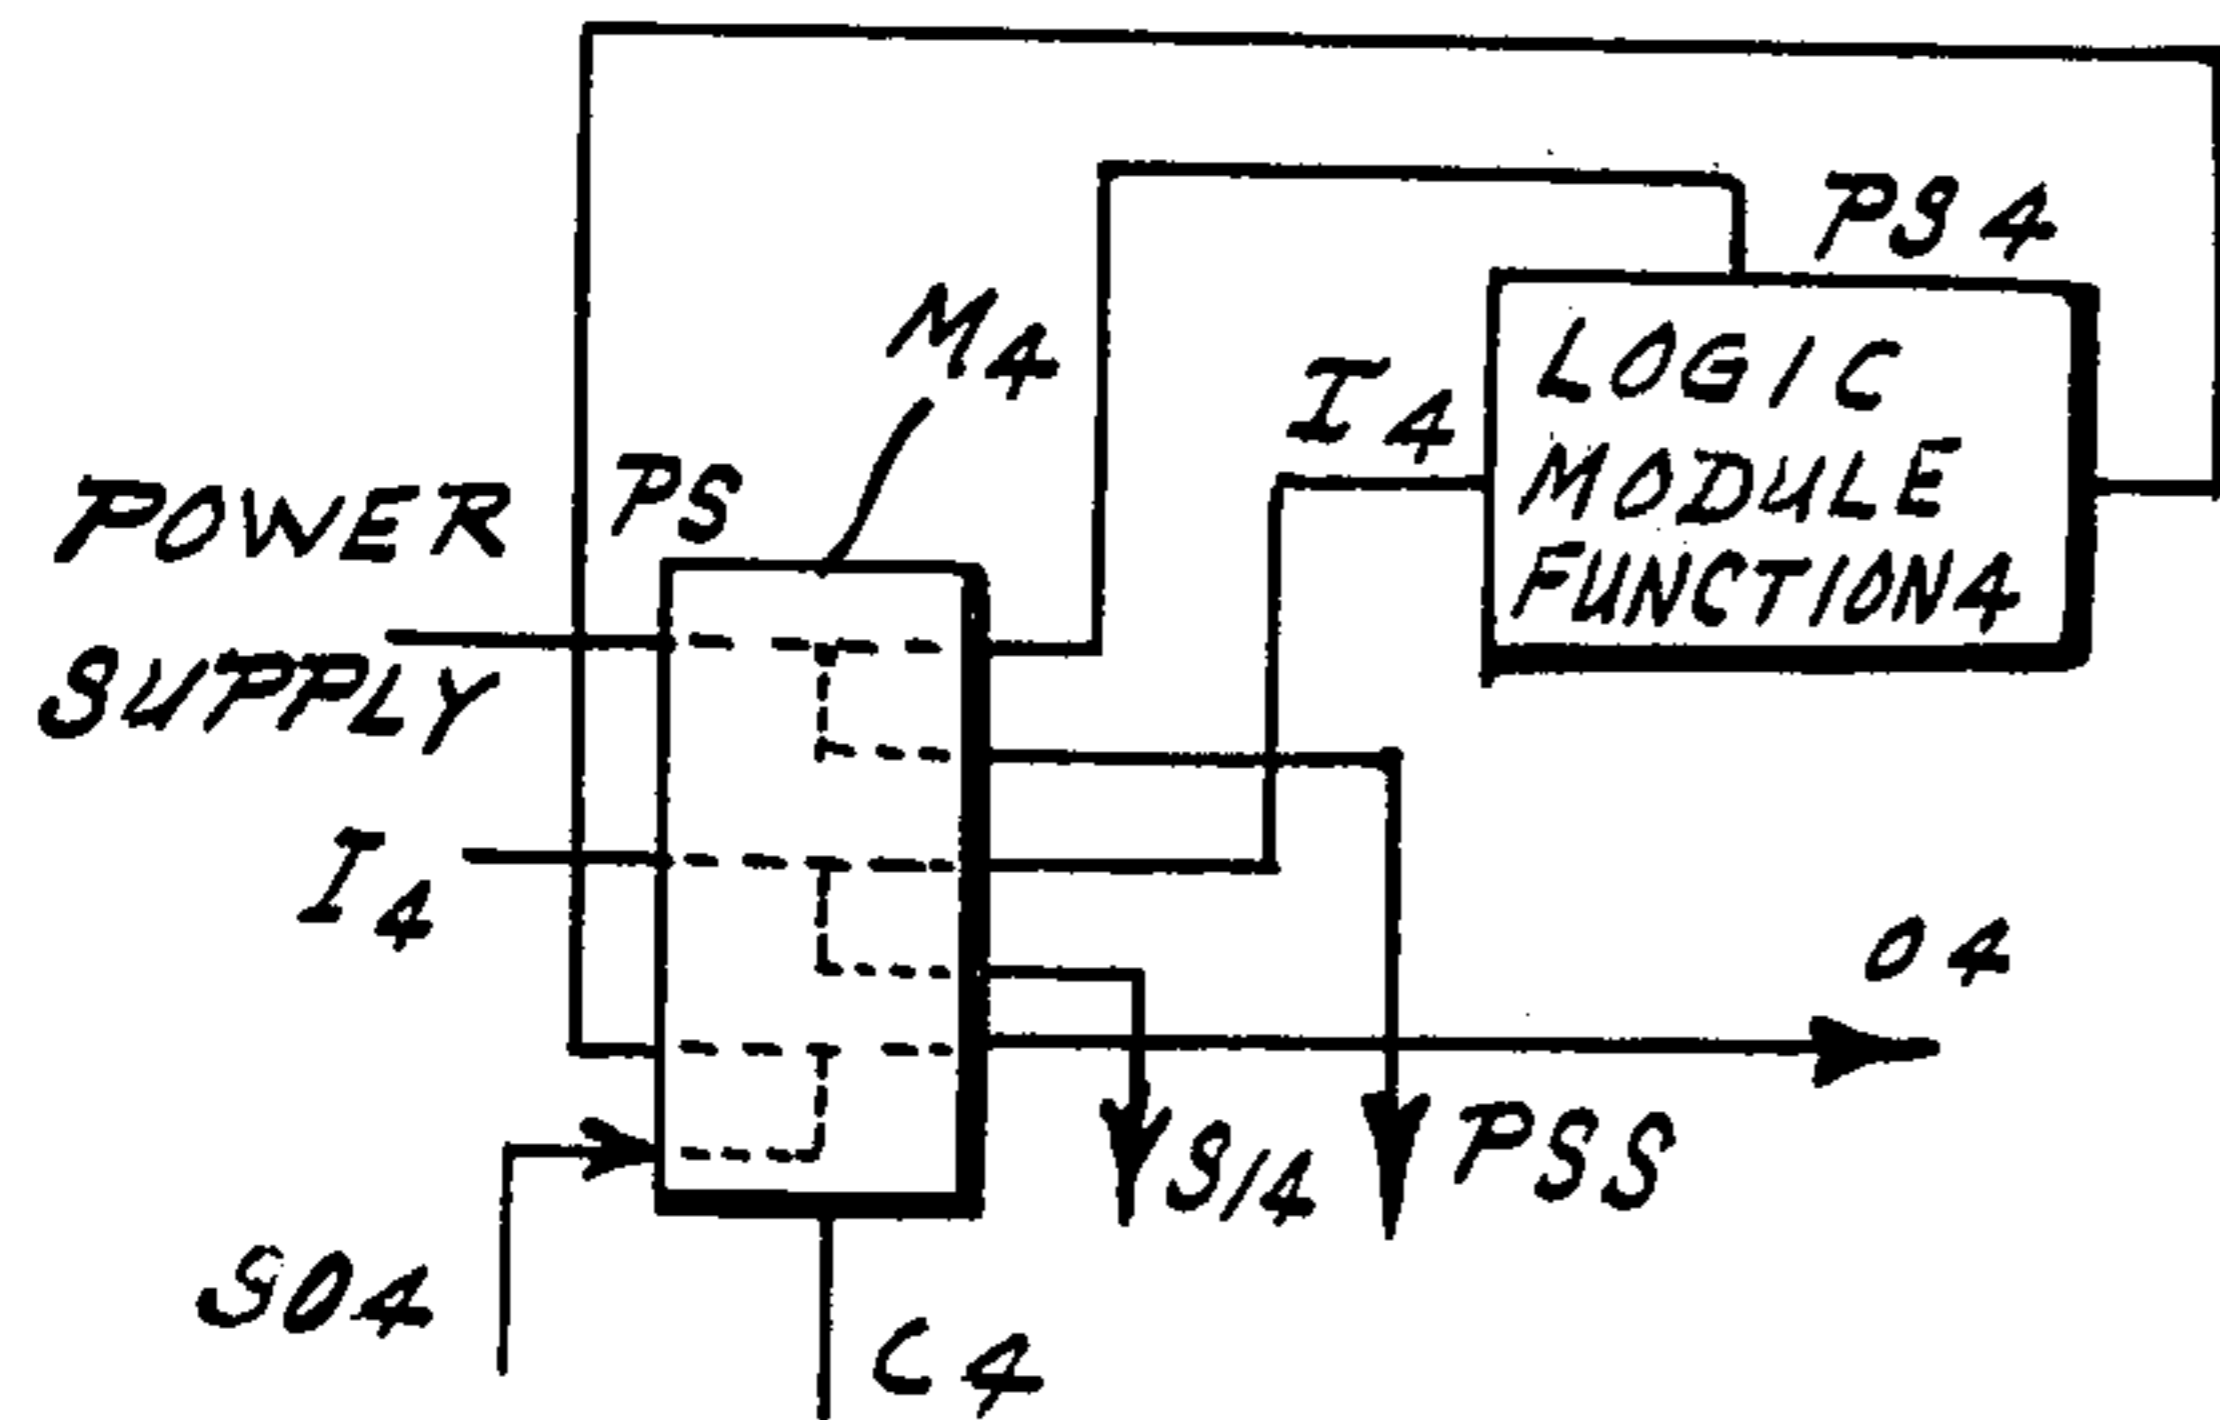 PS4
M4
LOGIC
MODULE
FUNCTION4
I4
PS
POWER
SUPPLY
I4
O4
S/4
PSS
SO4
C4